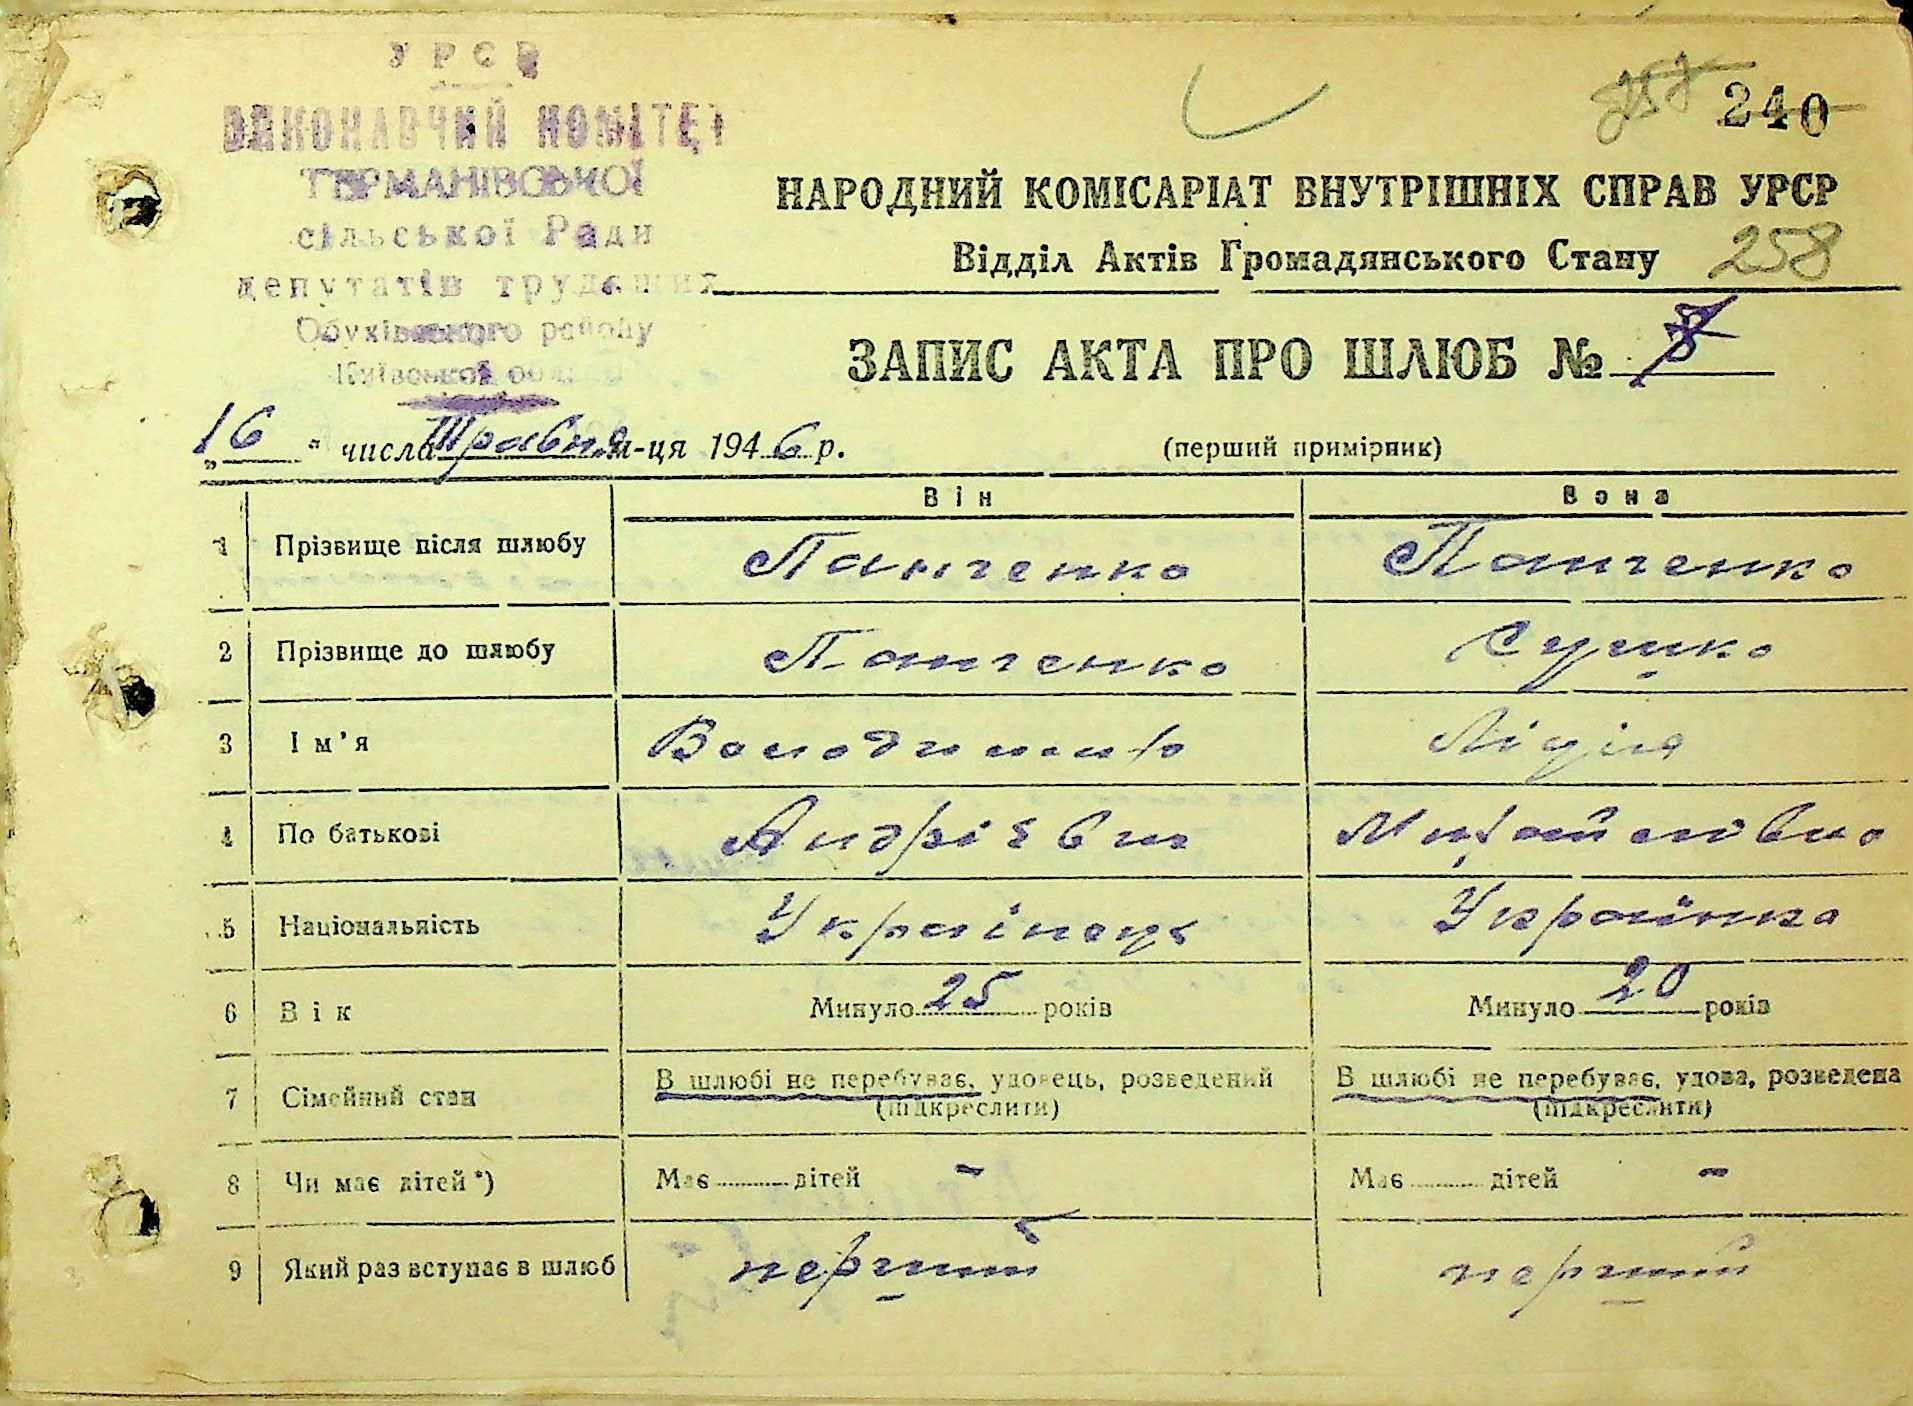 УРСР
ВИКОНАВЧИЙ КОМІТЕТ
ГЕРМАНІВСЬКОЇ
сільської Ради
депутатів трудящих
Обухівського району
Київської області
240
НАРОДНИЙ КОМІСАРІАТ ВНУТРІШНІХ СПРАВ УРСР
Відділ Актів Громадянського Стану 258
ЗАПИС АКТА ПРО ШЛЮБ № 8
„16" числа Травня м-ця 1946 р. (перший примірник)
Він Вона
1 Прізвище після шлюбу Панченко Панченко
2 Прізвище до шлюбу Панченко Сушко
3 Ім'я Володимир Лідія
4 По батькові Андрієвич Михайлівна
5 Національність Українець Українка
6 Вік Минуло 25 років Минуло 20 років
7 Сімейний стан В шлюбі не перебуває, удовець, розведений (підкреслити) В шлюбі не перебуває, удова, розведена (підкреслити)
8 Чи має дітей*) Має дітей - Має дітей -
9 Який раз вступає в шлюб перший перший